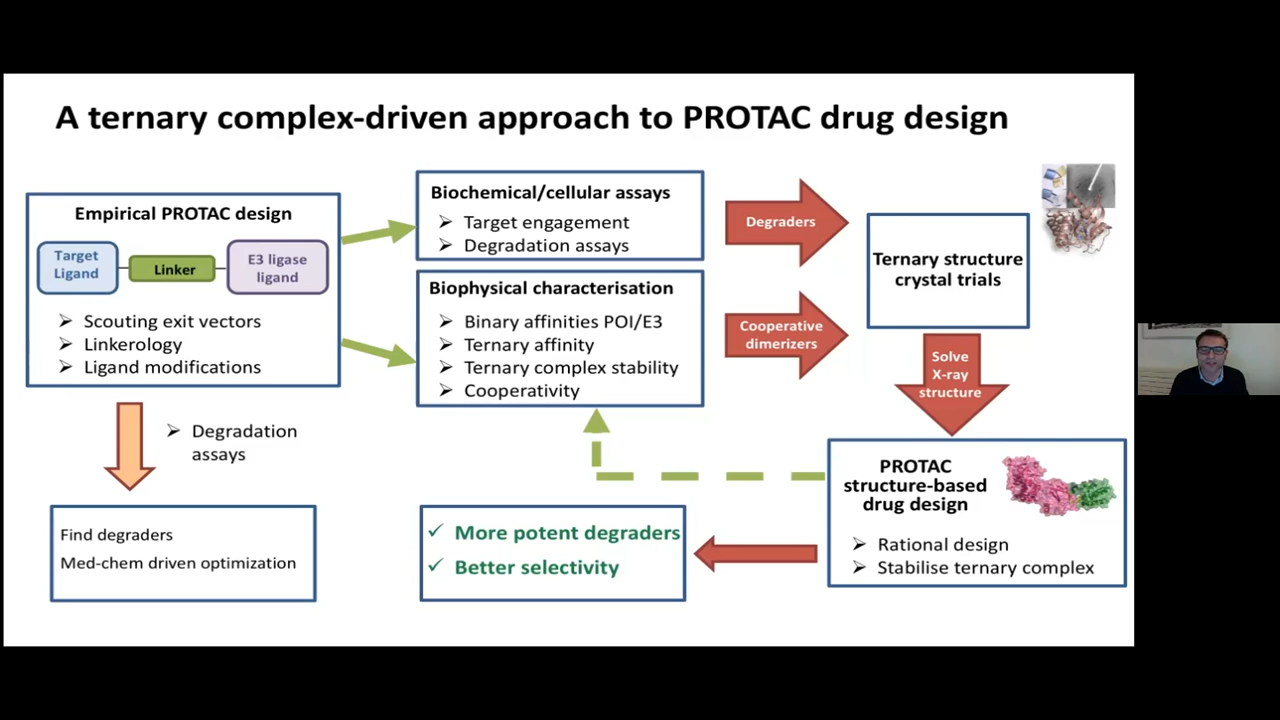 A ternary complex-driven approach to PROTAC drug design
Empirical PROTAC design
Target
Ligand
Linker
E3 ligase
ligand
➢ Scouting exit vectors
➢ Linkerology
➢ Ligand modifications
➢ Degradation
assays
Find degraders
Med-chem driven optimization
Biochemical/cellular assays
➢ Target engagement
➢ Degradation assays
Biophysical characterisation
➢ Binary affinities POI/E3
➢ Ternary affinity
➢ Ternary complex stability
➢ Cooperativity
Degraders
Cooperative
dimerizers
Ternary structure
crystal trials
Solve
X-ray
structure
PROTAC
structure-based
drug design
➢ Rational design
➢ Stabilise ternary complex
✓ More potent degraders
✓ Better selectivity